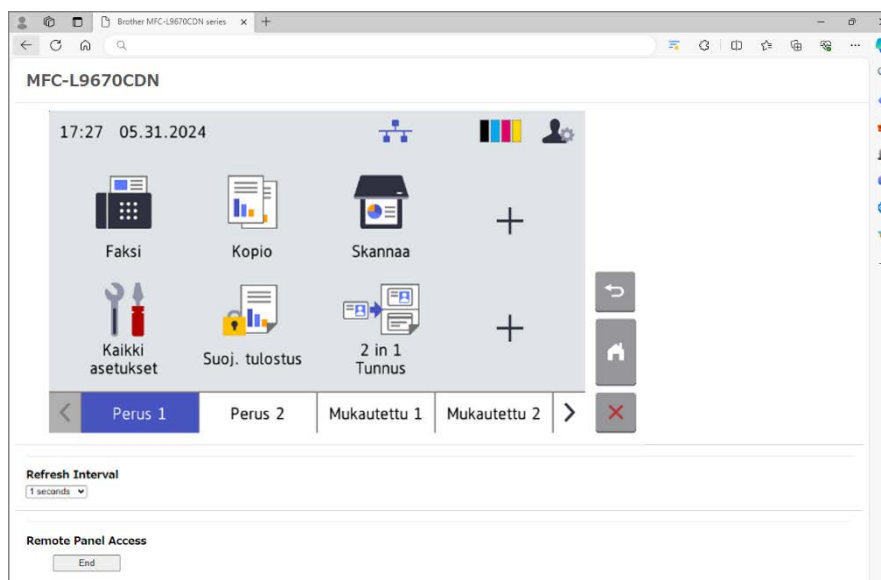 Brother MFC-L9670CDN series
MFC-L9670CDN
17:27 05.31.2024
Faksi
Kopio
Skannaa
Kaikki
asetukset
Suoj. tulostus
2 in 1
Tunnus
Perus 1
Perus 2
Mukautettu 1
Mukautettu 2
Refresh Interval
1 seconds
Remote Panel Access
End